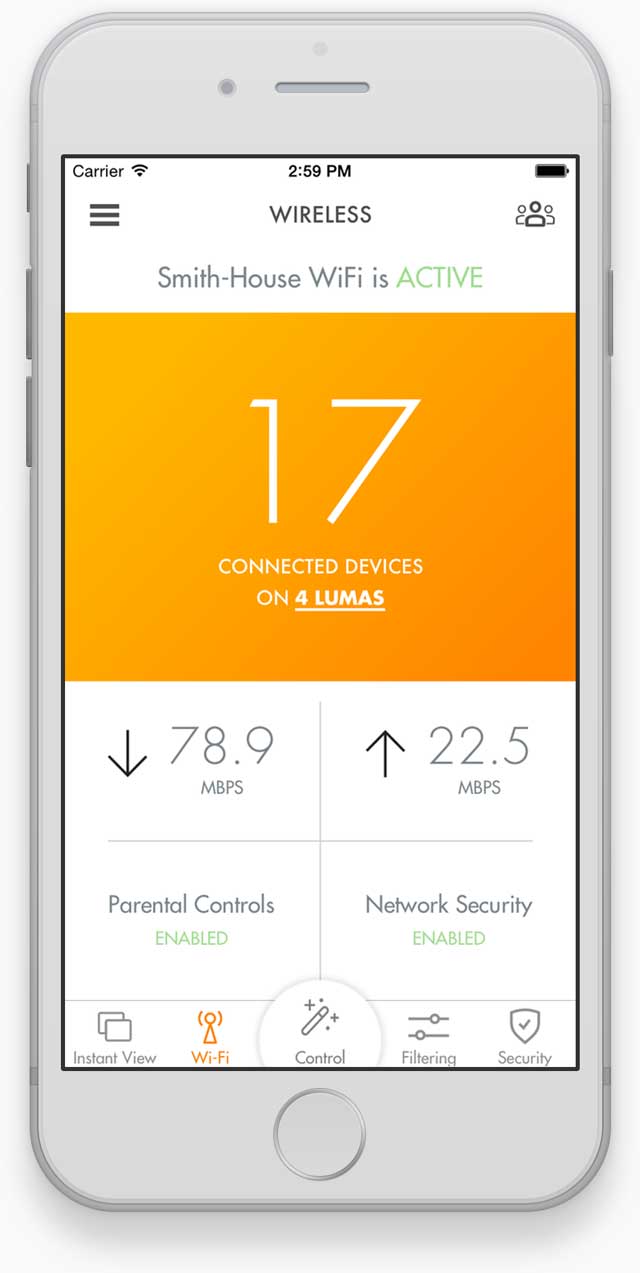 Carrier 2:59 PM
WIRELESS
Smith-House WiFi is ACTIVE
17
CONNECTED DEVICES
ON 4 LUMAS
78.9 22.5
MBPS MBPS
Parental Controls Network Security
ENABLED ENABLED
Instant View Wi-Fi Control Filtering Security